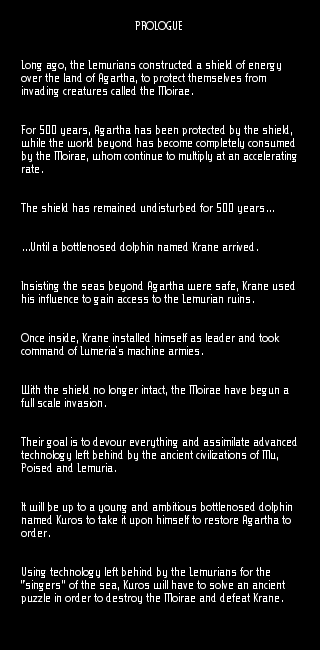 PROLOGUE
Long ago, the Lemurians constructed a shield of energy
over the land of Agartha, to protect themselves from
invading creatures called the Moirae.
For 500 years, Agartha has been protected by the shield,
while the world beyond has become completely consumed
by the Moirae, whom continue to multiply at an accelerating
rate.
The shield has remained undisturbed for 500 years...
...Until a bottlenosed dolphin named Krane arrived.
Insisting the seas beyond Agartha were safe, Krane used
his influence to gain access to the Lemurian ruins.
Once inside, Krane installed himself as leader and took
command of Lumeria's machine armies.
With the shield no longer intact, the Moirae have begun a
full scale invasion.
Their goal is to devour everything and assimilate advanced
technology left behind by the ancient civilizations of Mu,
Poised and Lemuria.
It will be up to a young and ambitious bottlenosed dolphin
named Kuros to take it upon himself to restore Agartha to
order.
Using technology left behind by the Lemurians for the
"singers" of the sea, Kuros will have to solve an ancient
puzzle in order to destroy the Moirae and defeat Krane.